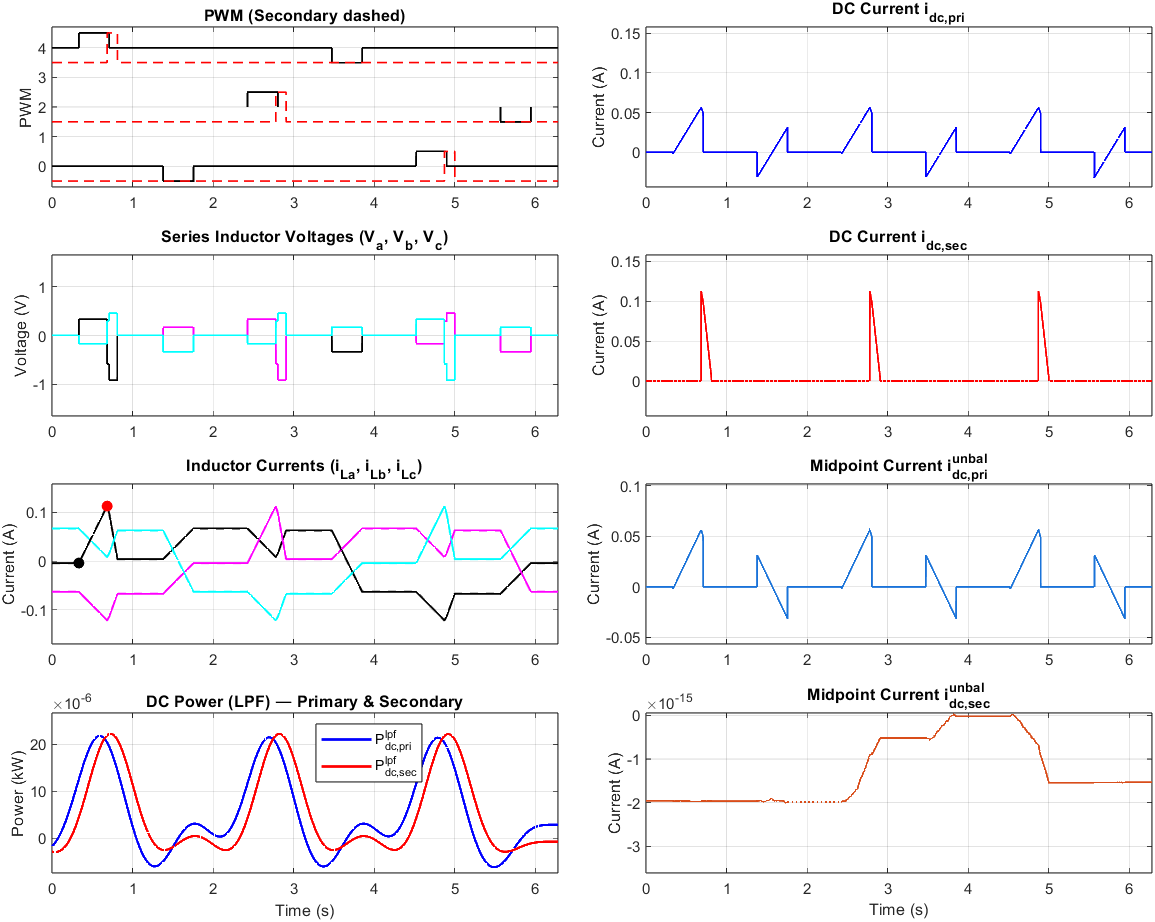 PWM (Secondary dashed)
PWM
4
3
2
1
0
0 1 2 3 4 5 6
DC Current i_dc,pri
Current (A)
0.15
0.1
0.05
0
0 1 2 3 4 5 6
Series Inductor Voltages (V_a, V_b, V_c)
Voltage (V)
1
0
-1
0 1 2 3 4 5 6
DC Current i_dc,sec
Current (A)
0.15
0.1
0.05
0
0 1 2 3 4 5 6
Inductor Currents (i_La, i_Lb, i_Lc)
Current (A)
0.1
0
-0.1
0 1 2 3 4 5 6
Midpoint Current i_dc,pri^unbal
Current (A)
0.1
0.05
0
-0.05
0 1 2 3 4 5 6
DC Power (LPF) — Primary & Secondary
×10^-6
Power (kW)
20
10
0
P_dc,pri^lpf
P_dc,sec^lpf
0 1 2 3 4 5 6
Time (s)
Midpoint Current i_dc,sec^unbal
×10^-15
Current (A)
0
-1
-2
-3
0 1 2 3 4 5 6
Time (s)